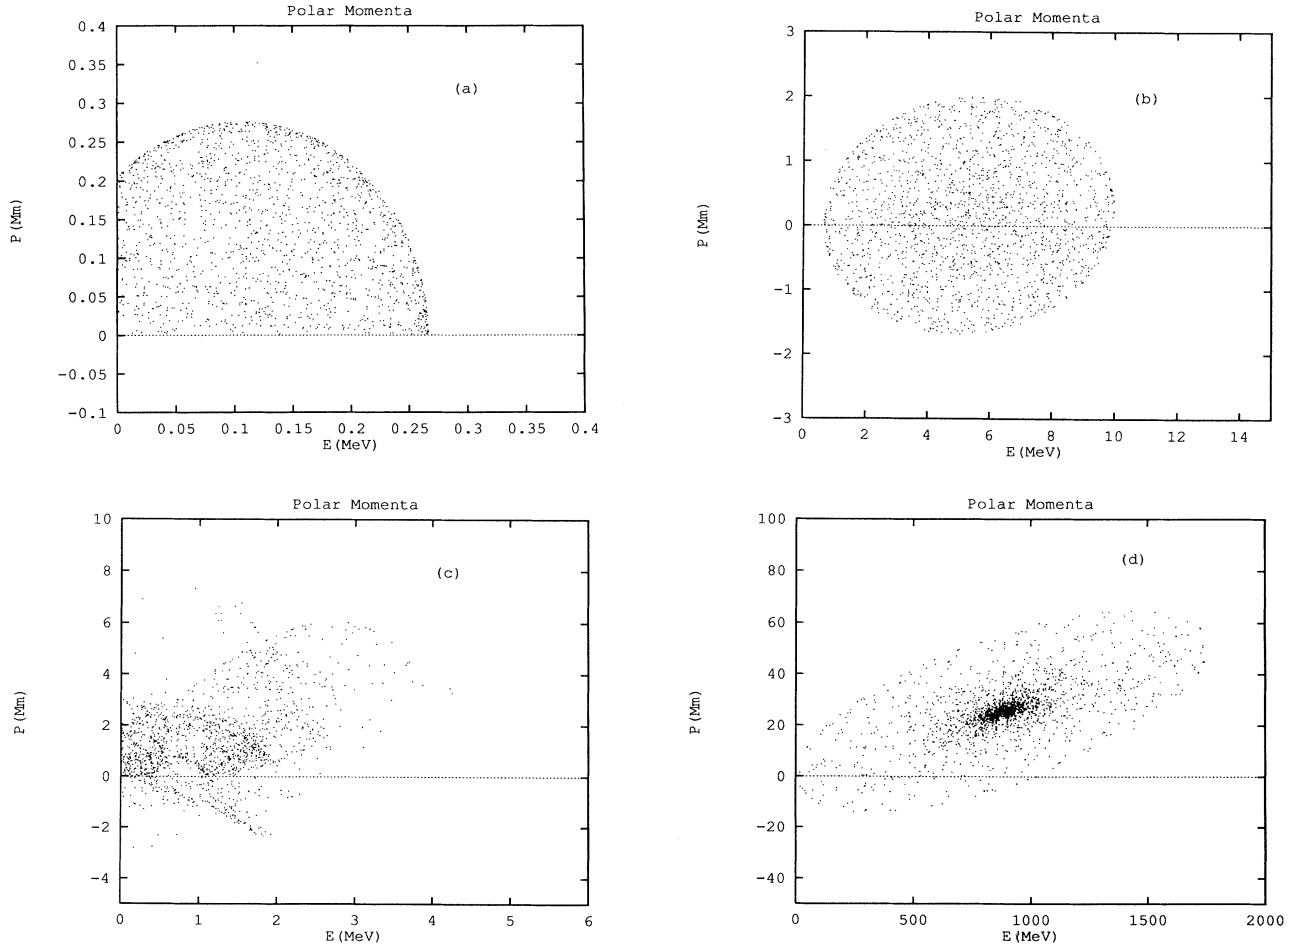 Polar Momenta
(a)
P(Mm)
0.4
0.35
0.3
0.25
0.2
0.15
0.1
0.05
0
-0.05
-0.1
0 0.05 0.1 0.15 0.2 0.25 0.3 0.35 0.4
E(MeV)
Polar Momenta
(b)
P(Mm)
3
2
1
0
-1
-2
-3
0 2 4 6 8 10 12 14
E(MeV)
Polar Momenta
(c)
P(Mm)
10
8
6
4
2
0
-2
-4
0 1 2 3 4 5 6
E(MeV)
Polar Momenta
(d)
P(Mm)
100
80
60
40
20
0
-20
-40
0 500 1000 1500 2000
E(MeV)